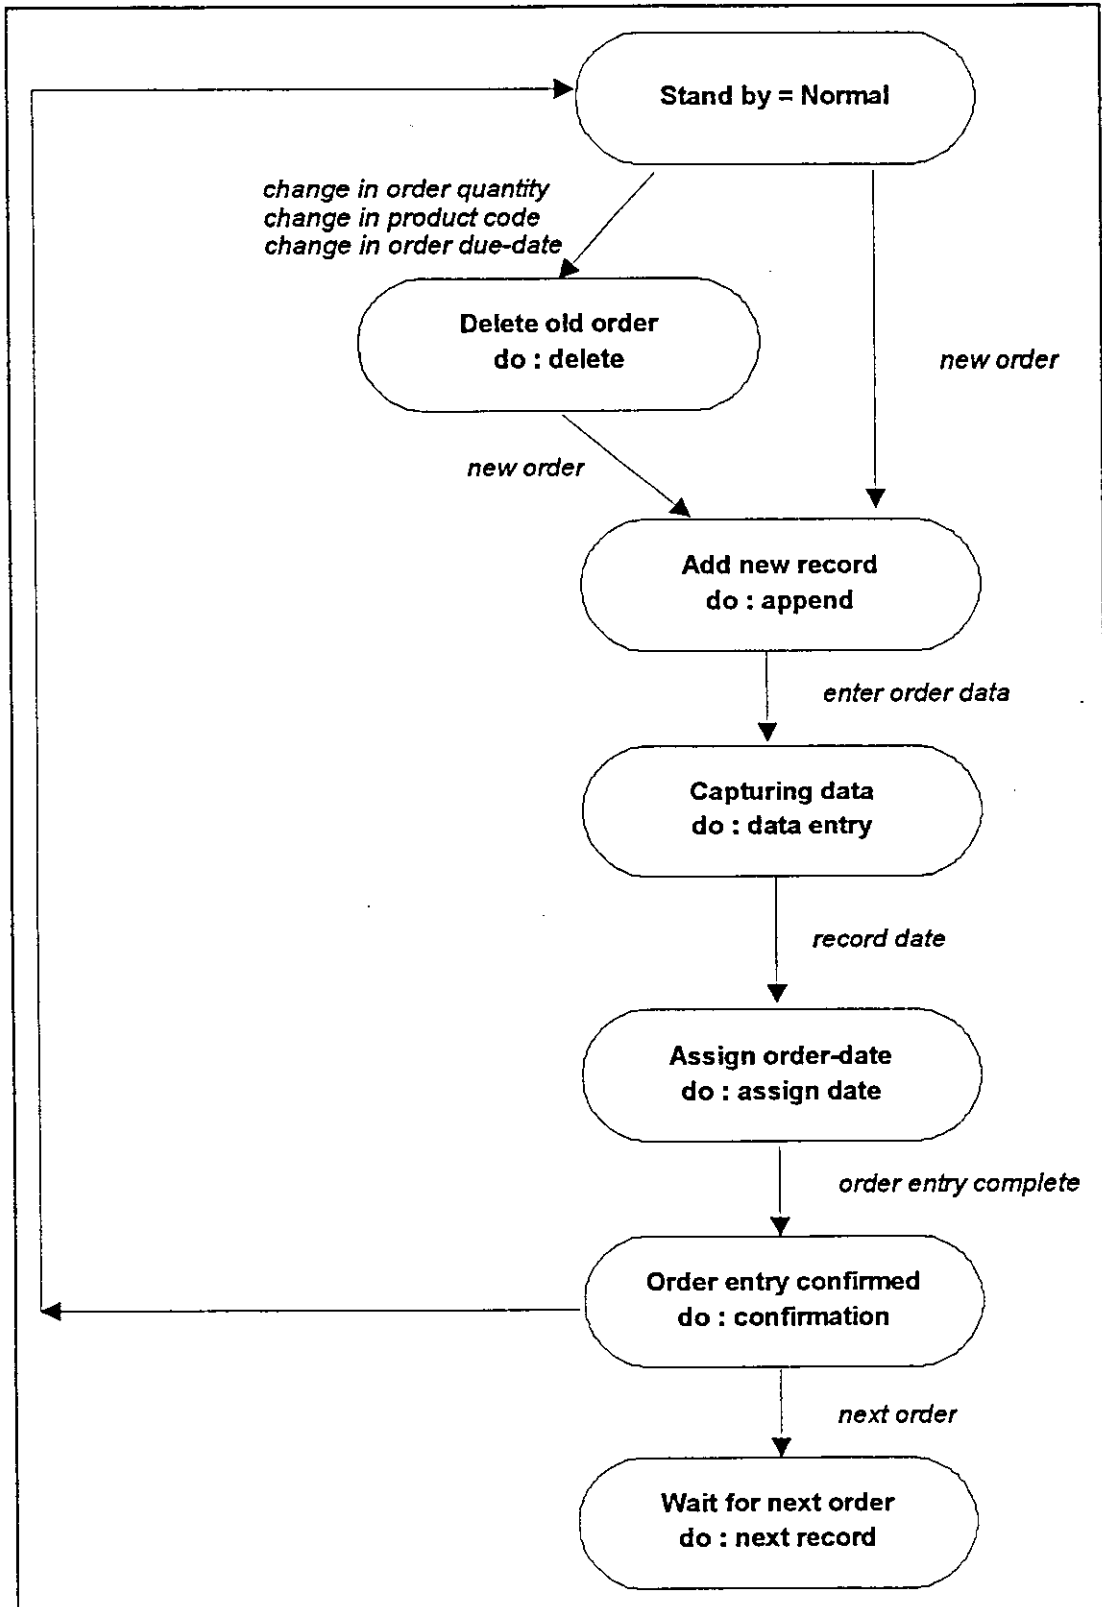 Stand by = Normal
change in order quantity
change in product code
change in order due-date
Delete old order
do : delete
new order
new order
Add new record
do : append
enter order data
Capturing data
do : data entry
record date
Assign order-date
do : assign date
order entry complete
Order entry confirmed
do : confirmation
next order
Wait for next order
do : next record